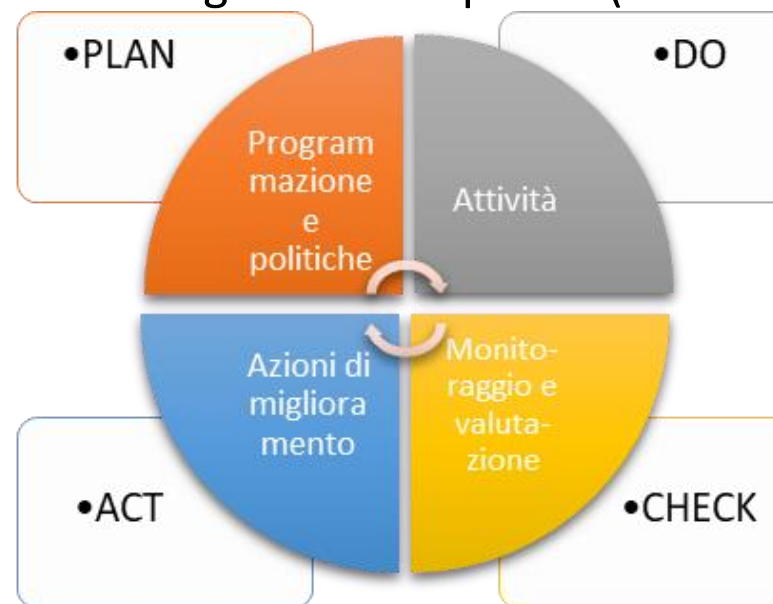 •PLAN
•DO
Program
mazione
e
politiche
Attività
Azioni di
migliora
mento
Monito-
raggio e
valuta-
zione
•ACT
•CHECK